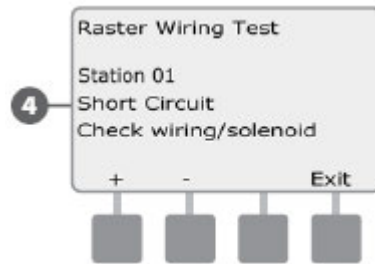 Raster Wiring Test
Station 01
4
Short Circuit
Check wiring/solenoid
+ - Exit